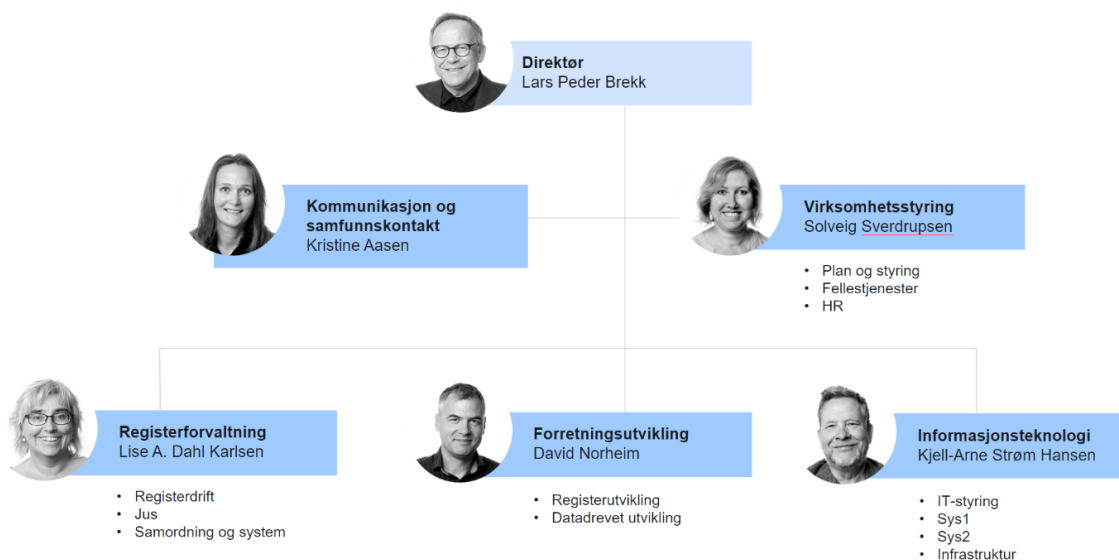 Direktør
Lars Peder Brekk
Kommunikasjon og
samfunnskontakt
Kristine Aasen
Virksomhetsstyring
Solveig Sverdrupsen
• Plan og styring
• Fellestjenester
• HR
Registerforvaltning
Lise A. Dahl Karlsen
• Registerdrift
• Jus
• Samordning og system
Forretningsutvikling
David Norheim
• Registerutvikling
• Datadrevet utvikling
Informasjonsteknologi
Kjell-Arne Strøm Hansen
• IT-styring
• Sys1
• Sys2
• Infrastruktur